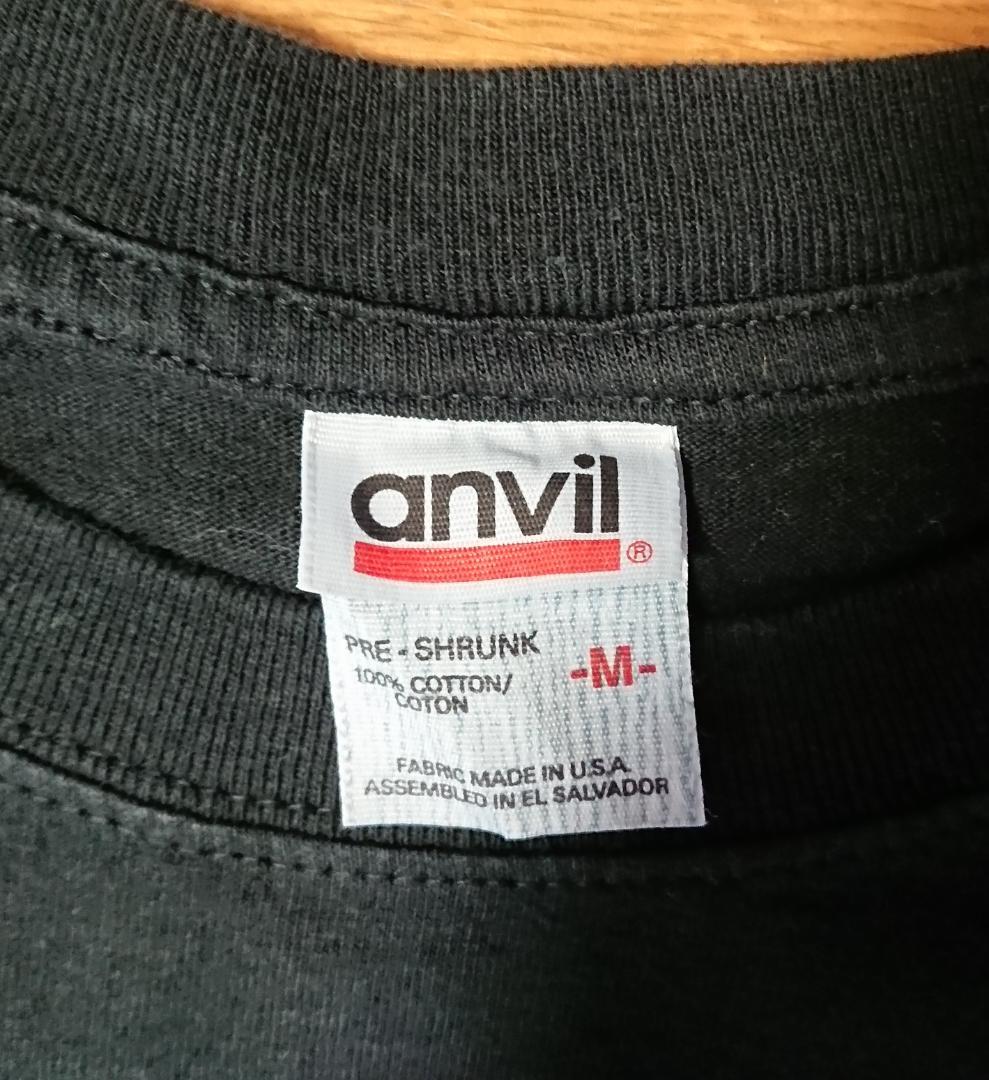 anvil®
PRE-SHRUNK
-M-
100% COTTON/
COTON
FABRIC MADE IN U.S.A.
ASSEMBLED IN EL SALVADOR